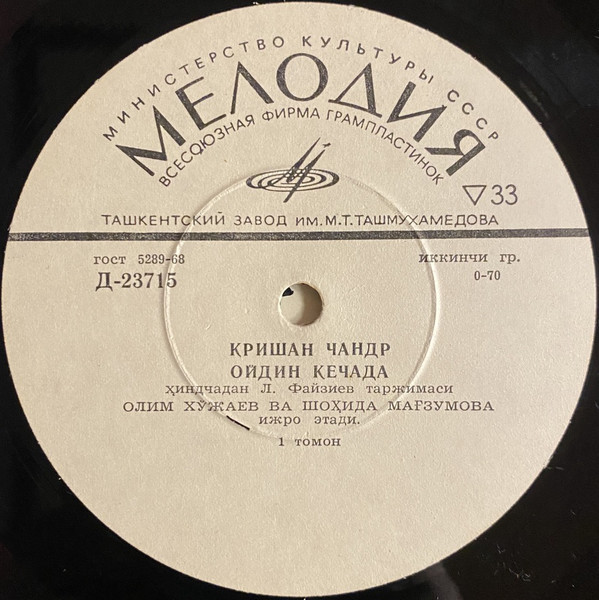 МИНИСТЕРСТВО КУЛЬТУРЫ СССР
МЕЛОДИЯ
ВСЕСОЮЗНАЯ ФИРМА ГРАМПЛАСТИНОК
▽33
ТАШКЕНТСКИЙ ЗАВОД ИМ. М.Т. ТАШМУХАМЕДОВА
гост 5289-68
иккинчи гр.
Д-23715
0-70
КРИШАН ЧАНДР
ОЙДИН КЕЧАДА
ҳиндчадан Л. Файзиев таржимаси
ОЛИМ ХЎЖАЕВ ВА ШОҲИДА МАҒЗУМОВА
ижро этади.
1 томон